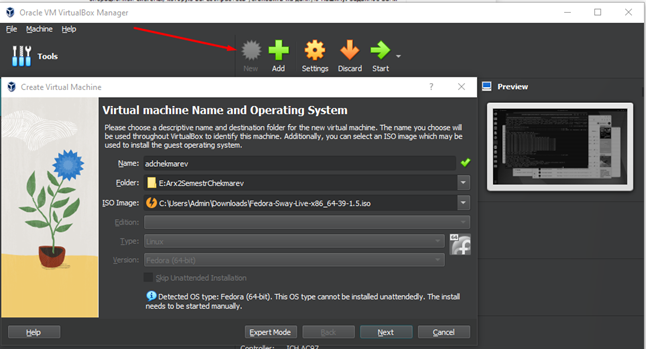 Oracle VM VirtualBox Manager
File Machine Help
Tools
New Add Settings Discard Start
Preview
Create Virtual Machine
Virtual machine Name and Operating System
Please choose a descriptive name and destination folder for the new virtual machine. The name you choose will
be used throughout VirtualBox to identify this machine. Additionally, you can select an ISO image which may be
used to install the guest operating system.
Name: adchekmarev
Folder: E:Arx2SemestrChekmarev
ISO Image: C:\Users\Admin\Downloads\Fedora-Sway-Live-x86_64-39-1.5.iso
Edition:
Type: Linux
Version: Fedora (64-bit)
64
Skip Unattended Installation
Detected OS type: Fedora (64-bit). This OS type cannot be installed unattendedly. The install
needs to be started manually.
Help Expert Mode Back Next Cancel
Controller: ICH AC97